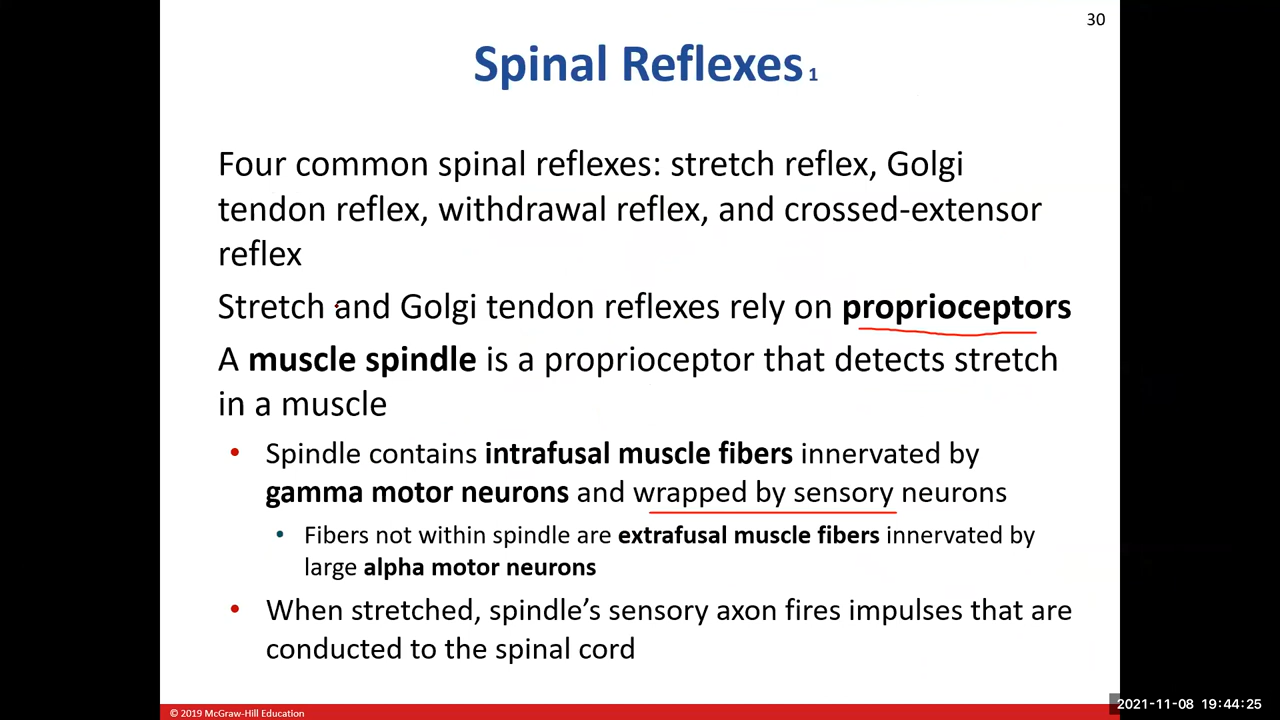 30
Spinal Reflexes 1
Four common spinal reflexes: stretch reflex, Golgi
tendon reflex, withdrawal reflex, and crossed-extensor
reflex
Stretch and Golgi tendon reflexes rely on proprioceptors
A muscle spindle is a proprioceptor that detects stretch
in a muscle
• Spindle contains intrafusal muscle fibers innervated by
gamma motor neurons and wrapped by sensory neurons
• Fibers not within spindle are extrafusal muscle fibers innervated by
large alpha motor neurons
• When stretched, spindle's sensory axon fires impulses that are
conducted to the spinal cord
© 2019 McGraw-Hill Education
2021-11-08 19:44:25